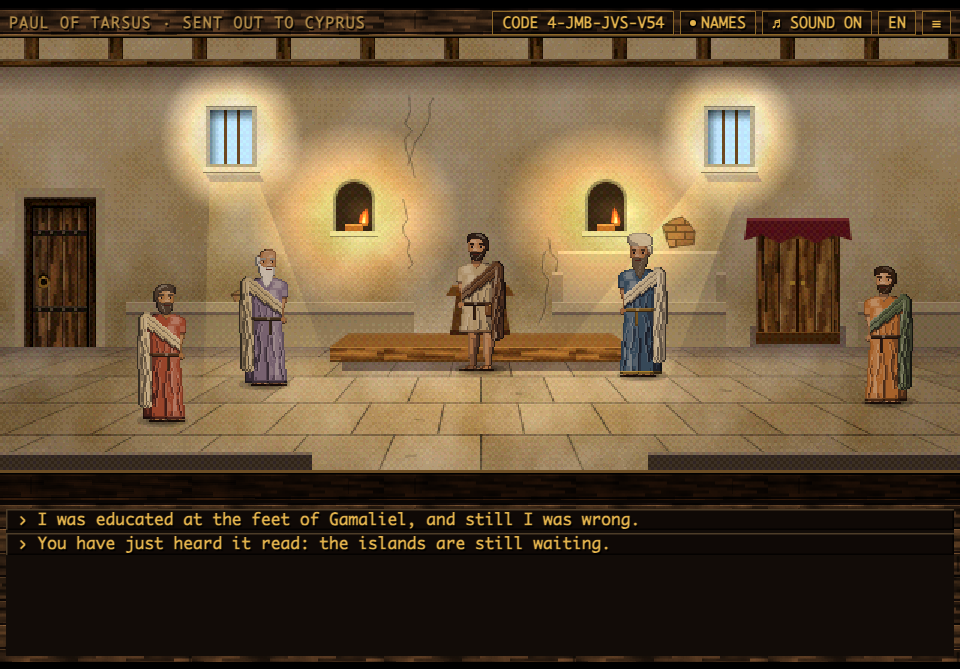 PAUL OF TARSUS · SENT OUT TO CYPRUS
CODE 4-JMB-JVS-V54
• NAMES
♬ SOUND ON
EN
≡
› I was educated at the feet of Gamaliel, and still I was wrong.
› You have just heard it read: the islands are still waiting.